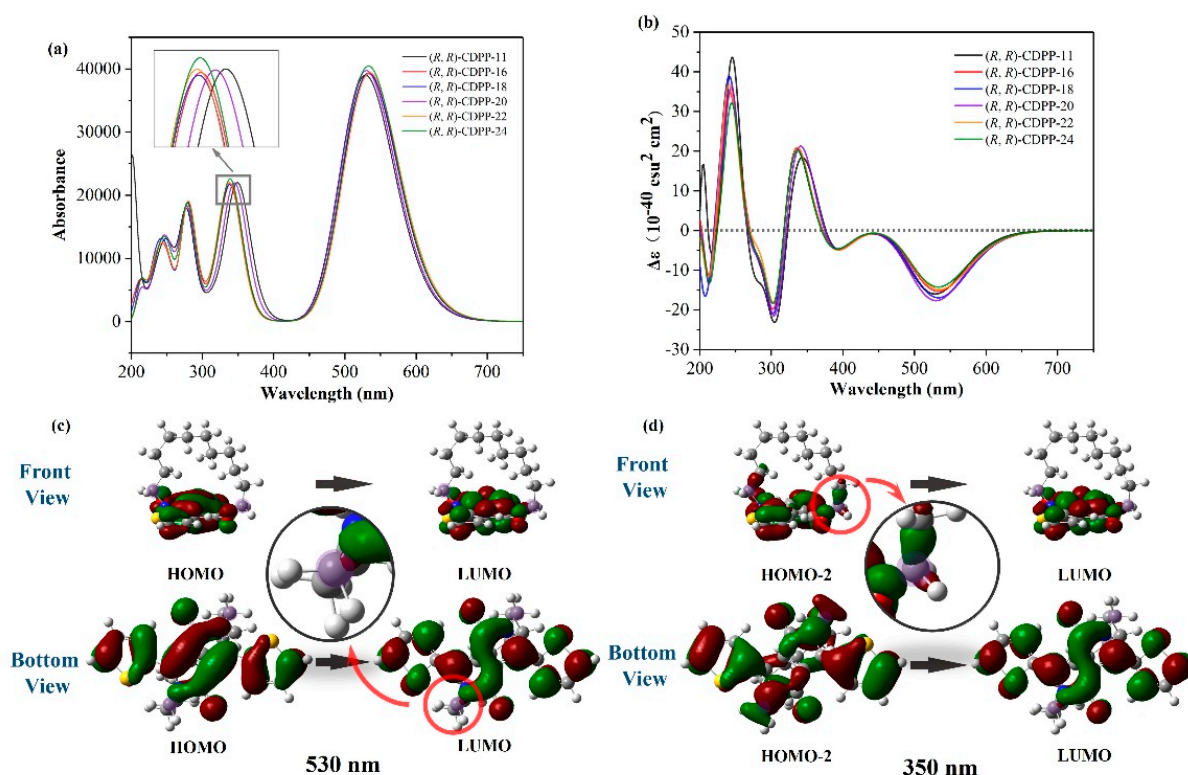 (a)
40000
30000
20000
10000
0
Absorbance
200 300 400 500 600 700
Wavelength (nm)
(R, R)-CDPP-11
(R, R)-CDPP-16
(R, R)-CDPP-18
(R, R)-CDPP-20
(R, R)-CDPP-22
(R, R)-CDPP-24
(b)
50
40
30
20
10
0
-10
-20
-30
Δε (10⁻⁴⁰ csu² cm²)
200 300 400 500 600 700
Wavelength (nm)
(R, R)-CDPP-11
(R, R)-CDPP-16
(R, R)-CDPP-18
(R, R)-CDPP-20
(R, R)-CDPP-22
(R, R)-CDPP-24
(c)
Front
View
HOMO
LUMO
Bottom
View
HOMO
LUMO
530 nm
(d)
Front
View
HOMO-2
LUMO
Bottom
View
HOMO-2
LUMO
350 nm